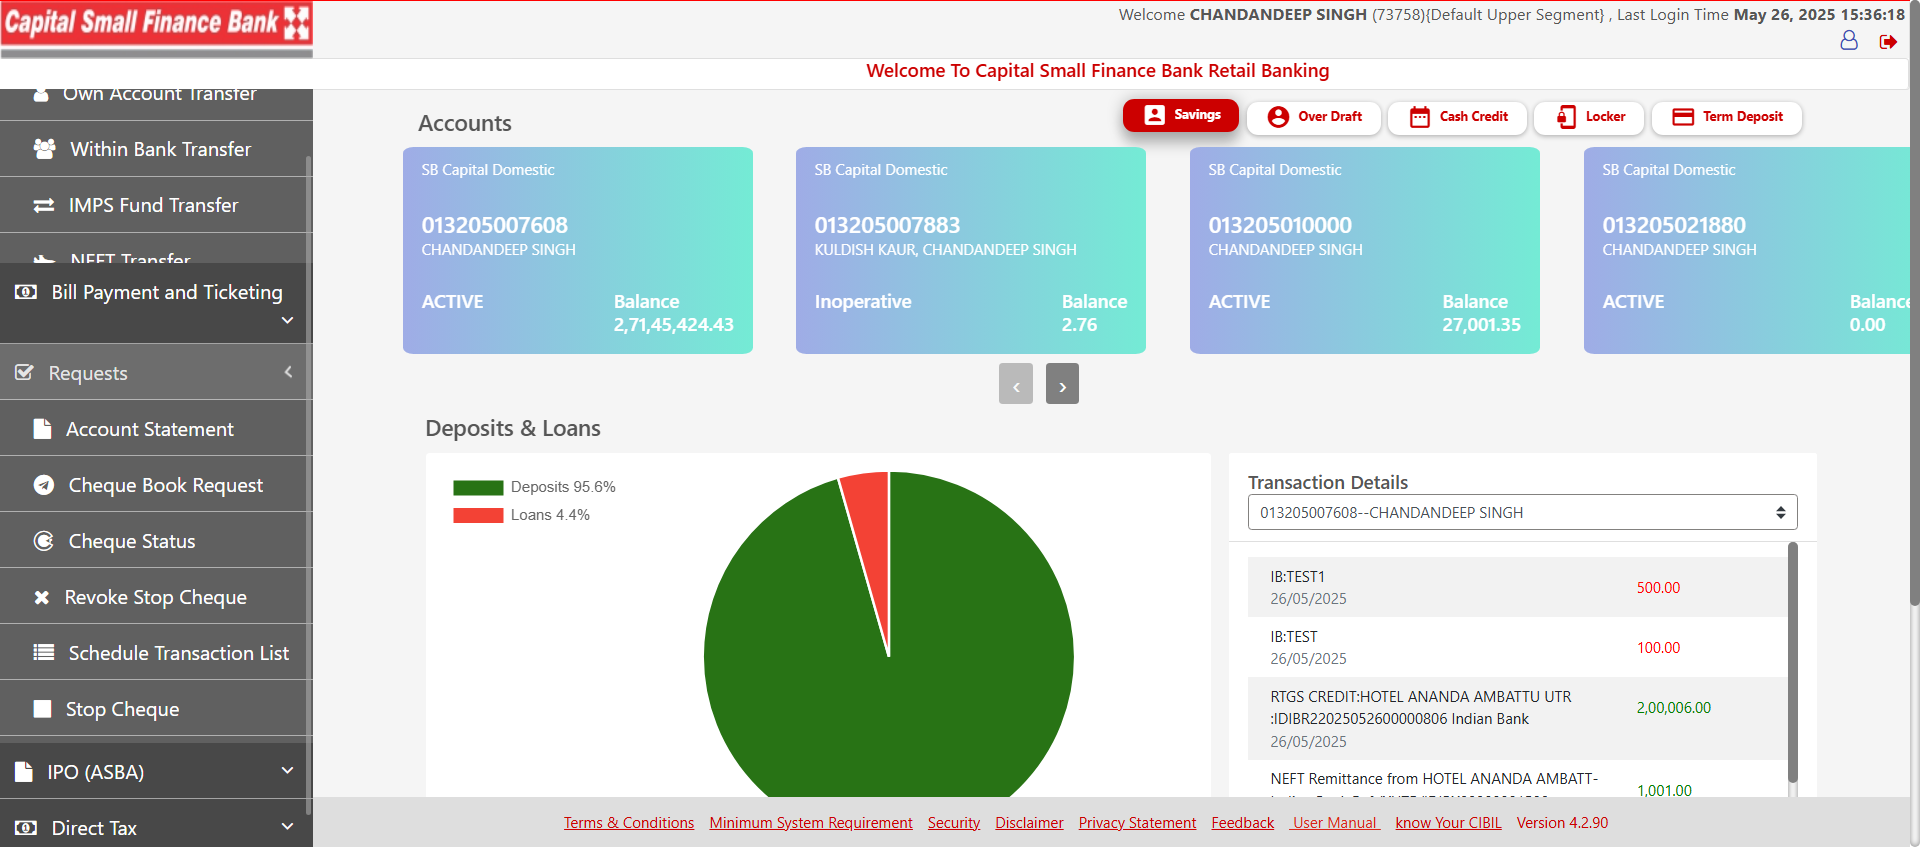 Capital Small Finance Bank
Welcome CHANDANDEEP SINGH (73758){Default Upper Segment} , Last Login Time May 26, 2025 15:36:18
Welcome To Capital Small Finance Bank Retail Banking
Own Account Transfer
Within Bank Transfer
IMPS Fund Transfer
NEFT Transfer
Bill Payment and Ticketing
Requests
Account Statement
Cheque Book Request
Cheque Status
Revoke Stop Cheque
Schedule Transaction List
Stop Cheque
IPO (ASBA)
Direct Tax
Accounts
Savings
Over Draft
Cash Credit
Locker
Term Deposit
SB Capital Domestic
013205007608
CHANDANDEEP SINGH
ACTIVE
Balance
2,71,45,424.43
SB Capital Domestic
013205007883
KULDISH KAUR, CHANDANDEEP SINGH
Inoperative
Balance
2.76
SB Capital Domestic
013205010000
CHANDANDEEP SINGH
ACTIVE
Balance
27,001.35
SB Capital Domestic
013205021880
CHANDANDEEP SINGH
ACTIVE
Balance
0.00
Deposits & Loans
Deposits 95.6%
Loans 4.4%
Transaction Details
013205007608--CHANDANDEEP SINGH
IB:TEST1
26/05/2025
500.00
IB:TEST
26/05/2025
100.00
RTGS CREDIT:HOTEL ANANDA AMBATTU UTR
:IDIBR22025052600000806 Indian Bank
26/05/2025
2,00,006.00
NEFT Remittance from HOTEL ANANDA AMBATT-
1,001.00
Terms & Conditions Minimum System Requirement Security Disclaimer Privacy Statement Feedback User Manual know Your CIBIL Version 4.2.90